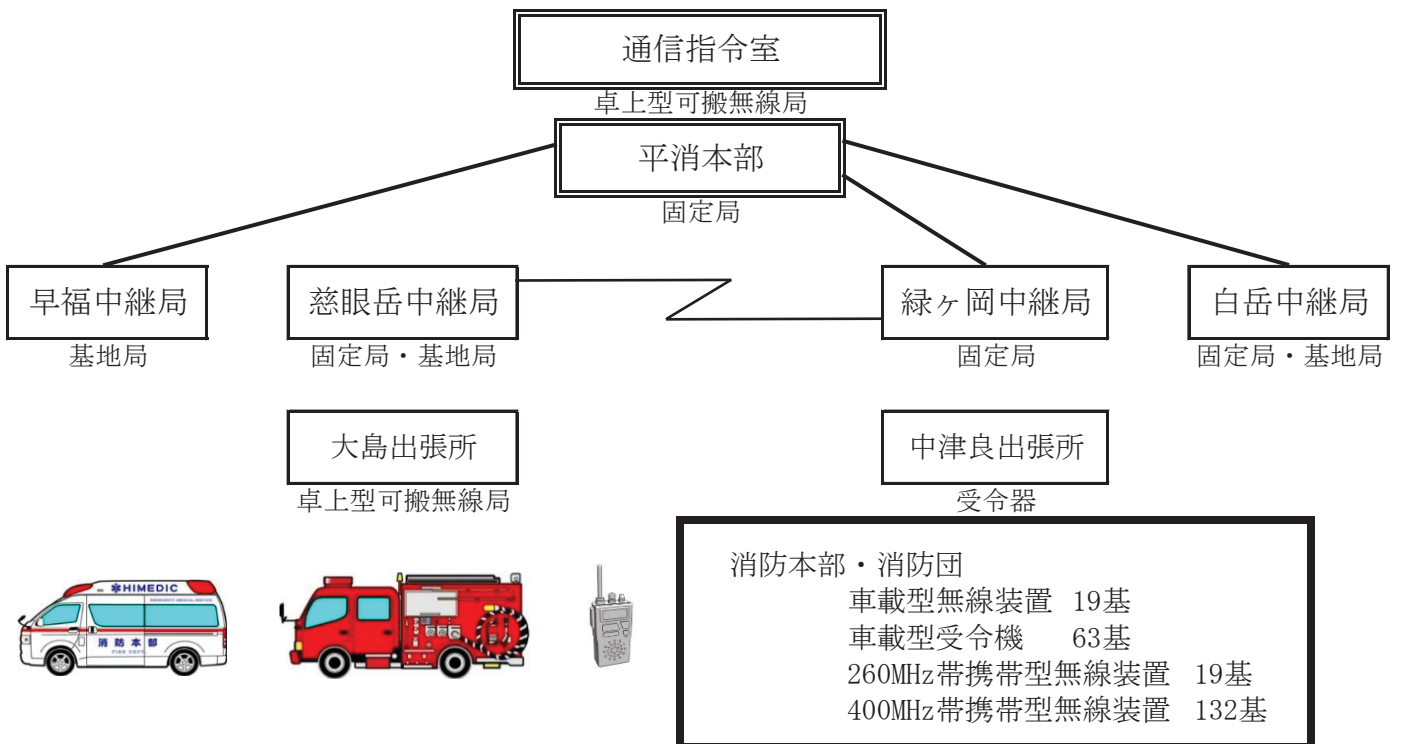 通信指令室
卓上型可搬無線局
平消本部
固定局
早福中継局
慈眼岳中継局
緑ヶ岡中継局
白岳中継局
基地局
固定局・基地局
固定局
固定局・基地局
大島出張所
中津良出張所
卓上型可搬無線局
受令器
消防本部・消防団
車載型無線装置 19基
車載型受令機 63基
260MHz帯携帯型無線装置 19基
400MHz帯携帯型無線装置 132基
HIMEDIC
消防本部
FIRE DEPT.